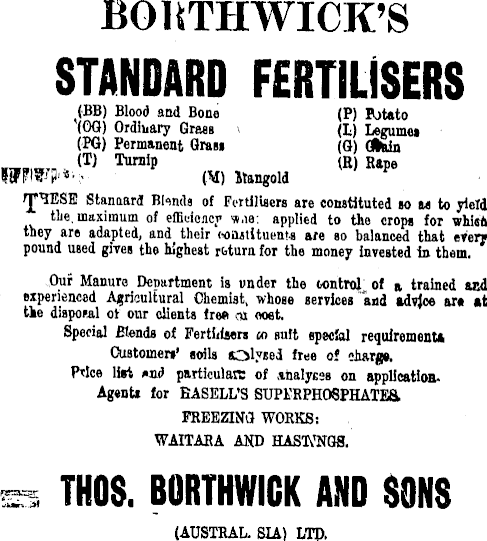 BORTHWICK'S
STANDARD FERTILISERS
(BB) Blood and Bone (P) Potato
(OG) Ordinary Grass (L) Legumes
(PG) Permanent Grass (G) Grain
(T) Turnip (R) Rape
(M) Mangold
THESE Standard Blends of Fertilisers are constituted so as to yield
the maximum of efficiency when applied to the crops for which
they are adapted, and their constituents are so balanced that every
pound used gives the highest return for the money invested in them.
Our Manure Department is under the control of a trained and
experienced Agricultural Chemist, whose services and advice are at
the disposal of our clients free of cost.
Special Blends of Fertilisers to suit special requirements
Customers' soils analysed free of charge.
Price list and particulars of analyses on application.
Agents for HASELL'S SUPERPHOSPHATES.
FREEZING WORKS:
WAITARA AND HASTINGS.
THOS. BORTHWICK AND SONS
(AUSTRALASIA) LTD.